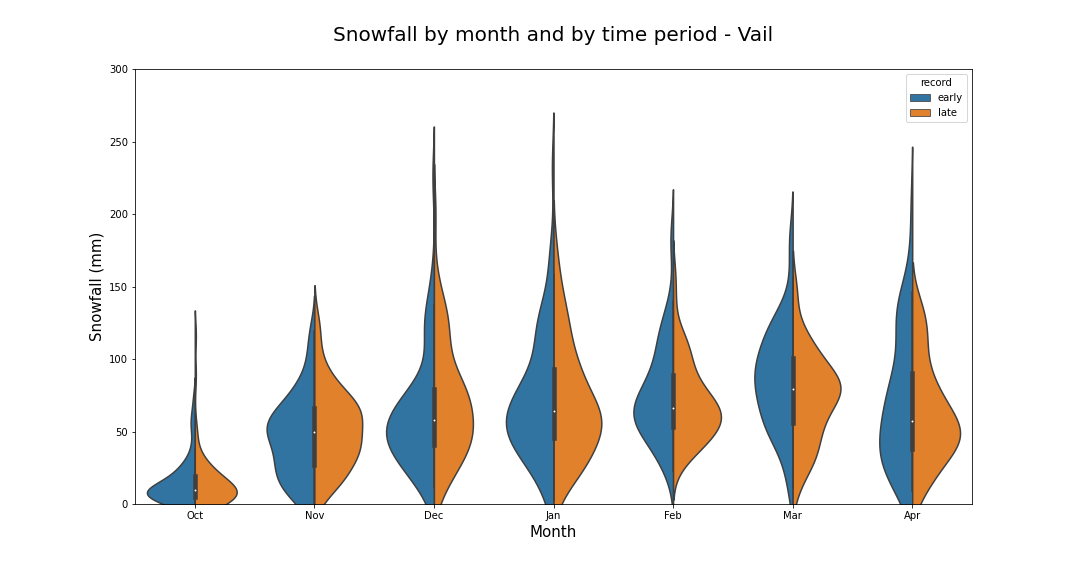 Snowfall by month and by time period - Vail
300
250
200
150
100
50
0
Snowfall (mm)
record
early
late
Oct Nov Dec Jan Feb Mar Apr
Month